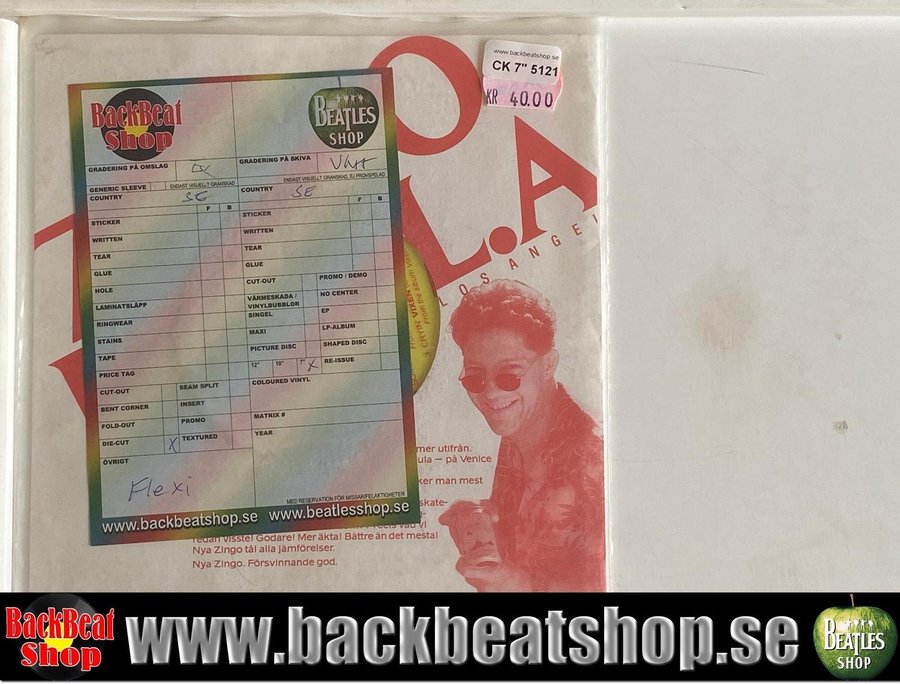 O
L.A
LOS ANGEL
www.backbeatshop.se
CK 7" 5121
KR 40.00
BackBeat
Shop
BEATLES
SHOP
GRADERING PÅ OMSLAG
EX
GRADERING PÅ SKIVA
GENERIC SLEEVE
ENDAST VISUELLT GRANSKAD
ENDAST VISUELLT GRANSKAD, EJ PROVSPELAD
COUNTRY
SE
COUNTRY
SE
F B
F B
STICKER
WRITTEN
TEAR
GLUE
HOLE
LAMINATSLÄPP
RINGWEAR
STAINS
TAPE
PRICE TAG
CUT-OUT
SEAM SPLIT
BENT CORNER
INSERT
FOLD-OUT
PROMO
DIE-CUT
X
TEXTURED
ÖVRIGT
Flexi
STICKER
WRITTEN
TEAR
GLUE
CUT-OUT
PROMO / DEMO
VÄRMESKADA /
VINYLBUBBLOR
NO CENTER
SINGEL
EP
MAXI
LP-ALBUM
PICTURE DISC
SHAPED DISC
12" 10" 7" X
RE-ISSUE
COLOURED VINYL
MATRIX #
YEAR
MED RESERVATION FÖR MISSAR/FELAKTIGHETER
www.backbeatshop.se www.beatlesshop.se
CRYIN' VIXEN
From the album Vixen
mer utifrån.
ula – på Venice
ker man mest
skate-
redan visste! Godare! Mer äkta! Bättre än det mesta!
Nya Zingo tål alla jämförelser.
Nya Zingo. Försvinnande god.
BackBeat
Shop
www.backbeatshop.se
BEATLES
SHOP